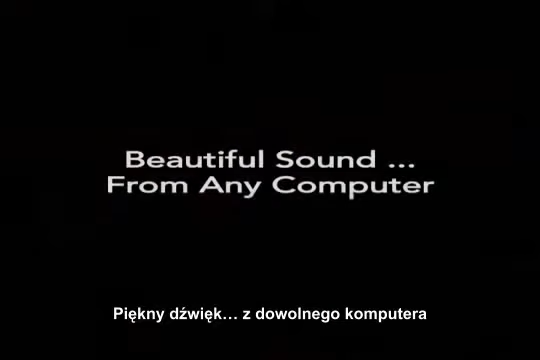 Beautiful Sound ...
From Any Computer
Piękny dźwięk… z dowolnego komputera